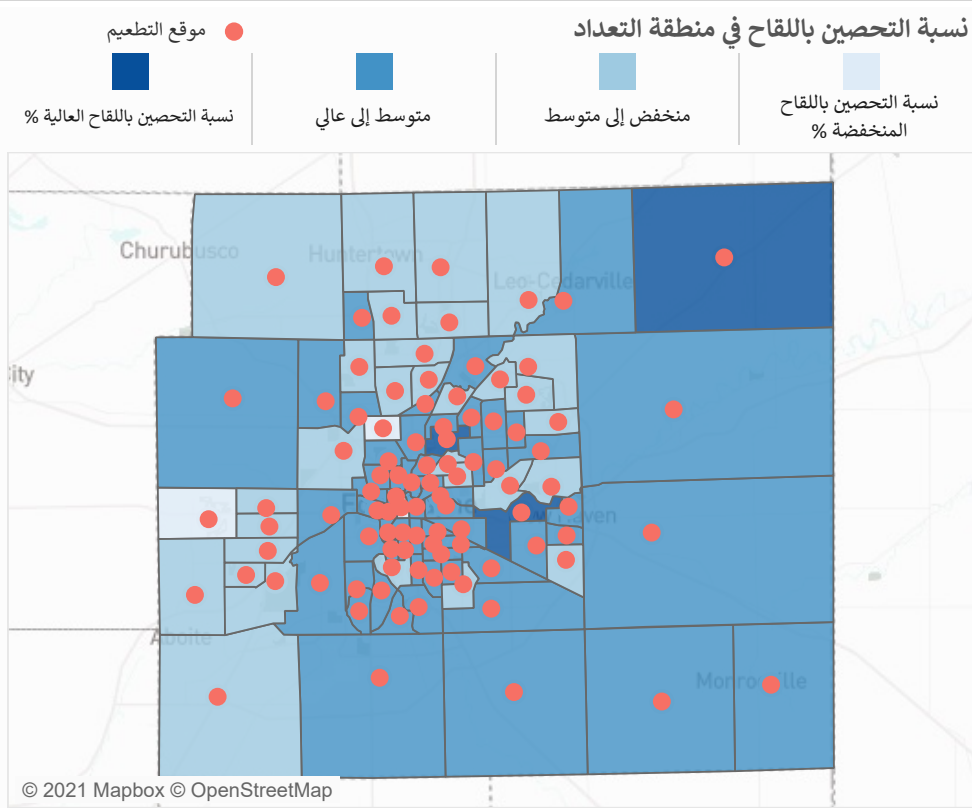 نسبة التحصين باللقاح في منطقة التعداد
موقع التطعيم
نسبة التحصين باللقاح
المنخفضة %
منخفض إلى متوسط
متوسط إلى عالي
نسبة التحصين باللقاح العالية %
Churubusco
Huntertown
Leo-Cedarville
ity
Haven
Aboite
Monroeville
© 2021 Mapbox © OpenStreetMap